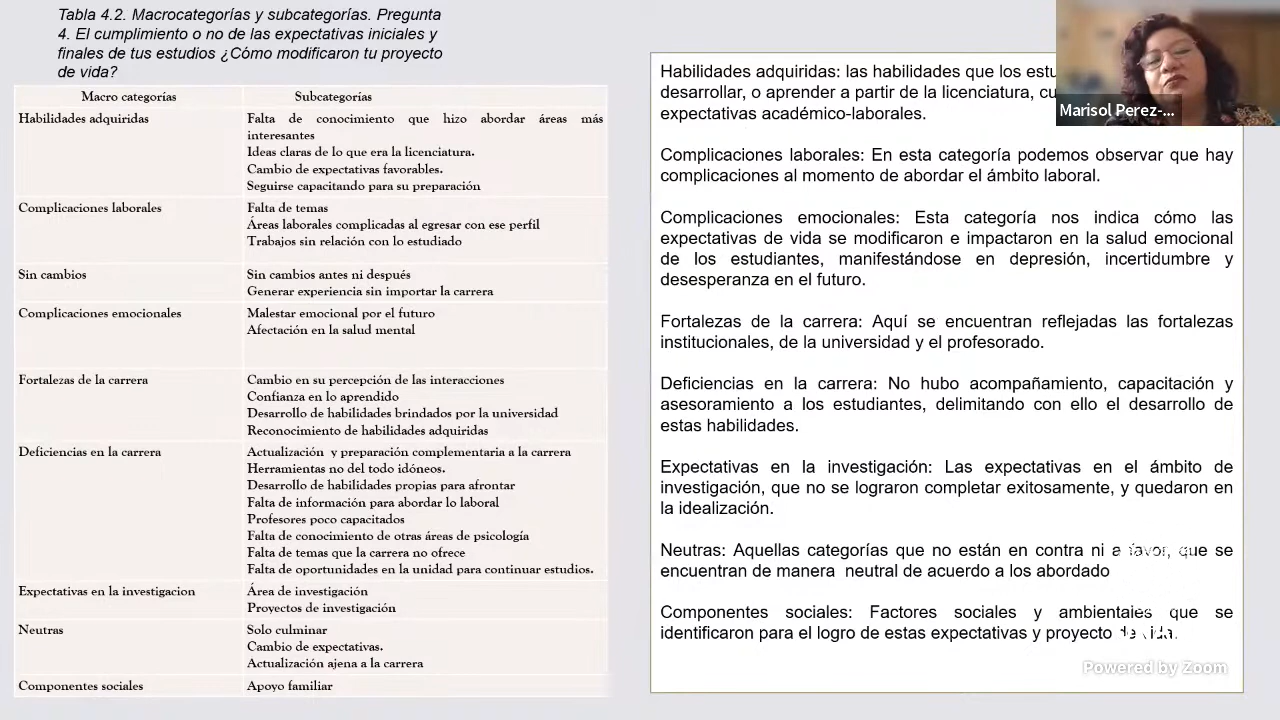 Tabla 4.2. Macrocategorías y subcategorías. Pregunta
4. El cumplimiento o no de las expectativas iniciales y
finales de tus estudios ¿Cómo modificaron tu proyecto
de vida?
Macro categorías Subcategorías
Habilidades adquiridas Falta de conocimiento que hizo abordar áreas más
interesantes
Ideas claras de lo que era la licenciatura.
Cambio de expectativas favorables.
Seguirse capacitando para su preparación
Complicaciones laborales Falta de temas
Áreas laborales complicadas al egresar con ese perfil
Trabajos sin relación con lo estudiado
Sin cambios Sin cambios antes ni después
Generar experiencia sin importar la carrera
Complicaciones emocionales Malestar emocional por el futuro
Afectación en la salud mental
Fortalezas de la carrera Cambio en su percepción de las interacciones
Confianza en lo aprendido
Desarrollo de habilidades brindados por la universidad
Reconocimiento de habilidades adquiridas
Deficiencias en la carrera Actualización y preparación complementaria a la carrera
Herramientas no del todo idóneos.
Desarrollo de habilidades propias para afrontar
Falta de información para abordar lo laboral
Profesores poco capacitados
Falta de conocimiento de otras áreas de psicología
Falta de temas que la carrera no ofrece
Falta de oportunidades en la unidad para continuar estudios.
Expectativas en la investigacion Área de investigación
Proyectos de investigación
Neutras Solo culminar
Cambio de expectativas.
Actualización ajena a la carrera
Componentes sociales Apoyo familiar
Habilidades adquiridas: las habilidades que los
desarrollar, o aprender a partir de la licenciatura,
expectativas académico-laborales.
Complicaciones laborales: En esta categoría podemos observar que hay
complicaciones al momento de abordar el ámbito laboral.
Complicaciones emocionales: Esta categoría nos indica cómo las
expectativas de vida se modificaron e impactaron en la salud emocional
de los estudiantes, manifestándose en depresión, incertidumbre y
desesperanza en el futuro.
Fortalezas de la carrera: Aquí se encuentran reflejadas las fortalezas
institucionales, de la universidad y el profesorado.
Deficiencias en la carrera: No hubo acompañamiento, capacitación y
asesoramiento a los estudiantes, delimitando con ello el desarrollo de
estas habilidades.
Expectativas en la investigación: Las expectativas en el ámbito de
investigación, que no se lograron completar exitosamente, y quedaron en
la idealización.
Neutras: Aquellas categorías que no están en contra ni a favor, que se
encuentran de manera neutral de acuerdo a los abordado
Componentes sociales: Factores sociales y ambientales que se
identificaron para el logro de estas expectativas y proyecto de vida.
Marisol Perez-...
Powered by Zoom